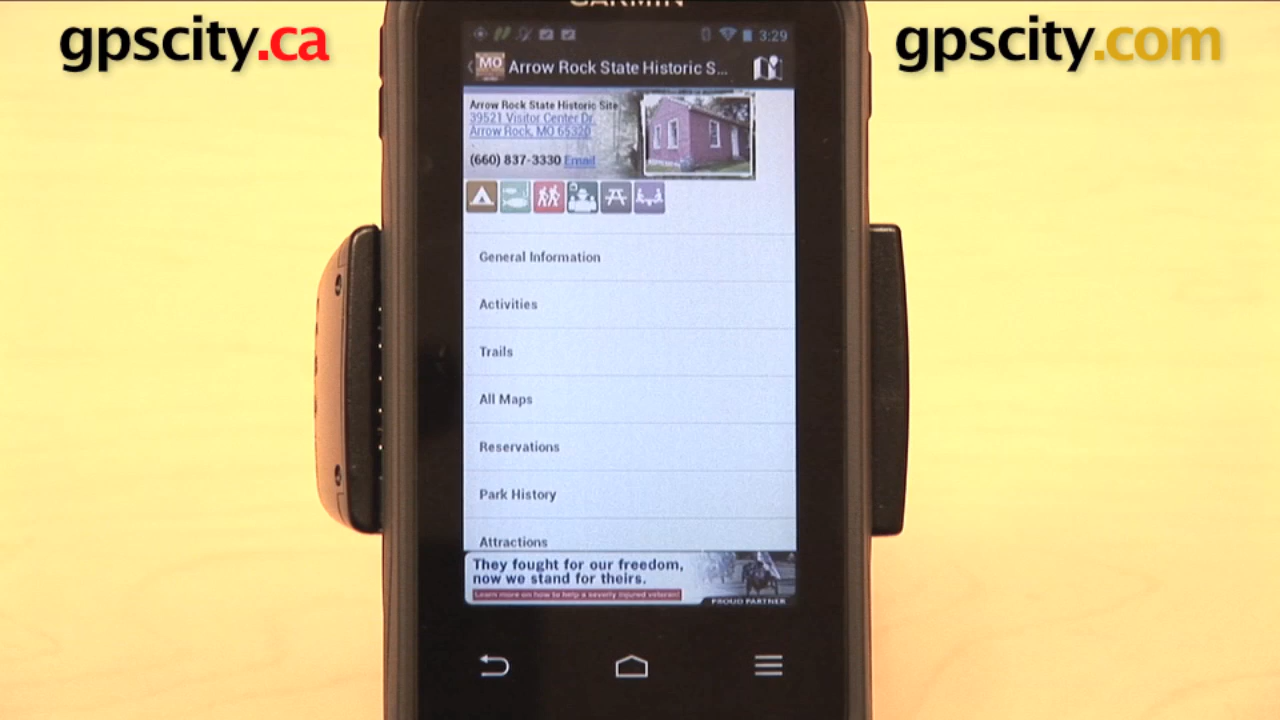 gpscity.ca
GARMIN
gpscity.com
3:29
MO
Arrow Rock State Historic S...
Arrow Rock State Historic Site
39521 Visitor Center Dr.
Arrow Rock, MO 65320
(660) 837-3330 Email
General Information
Activities
Trails
All Maps
Reservations
Park History
Attractions
They fought for our freedom,
now we stand for theirs.
Learn more on how to help a severly injured veteran!
PROUD PARTNER